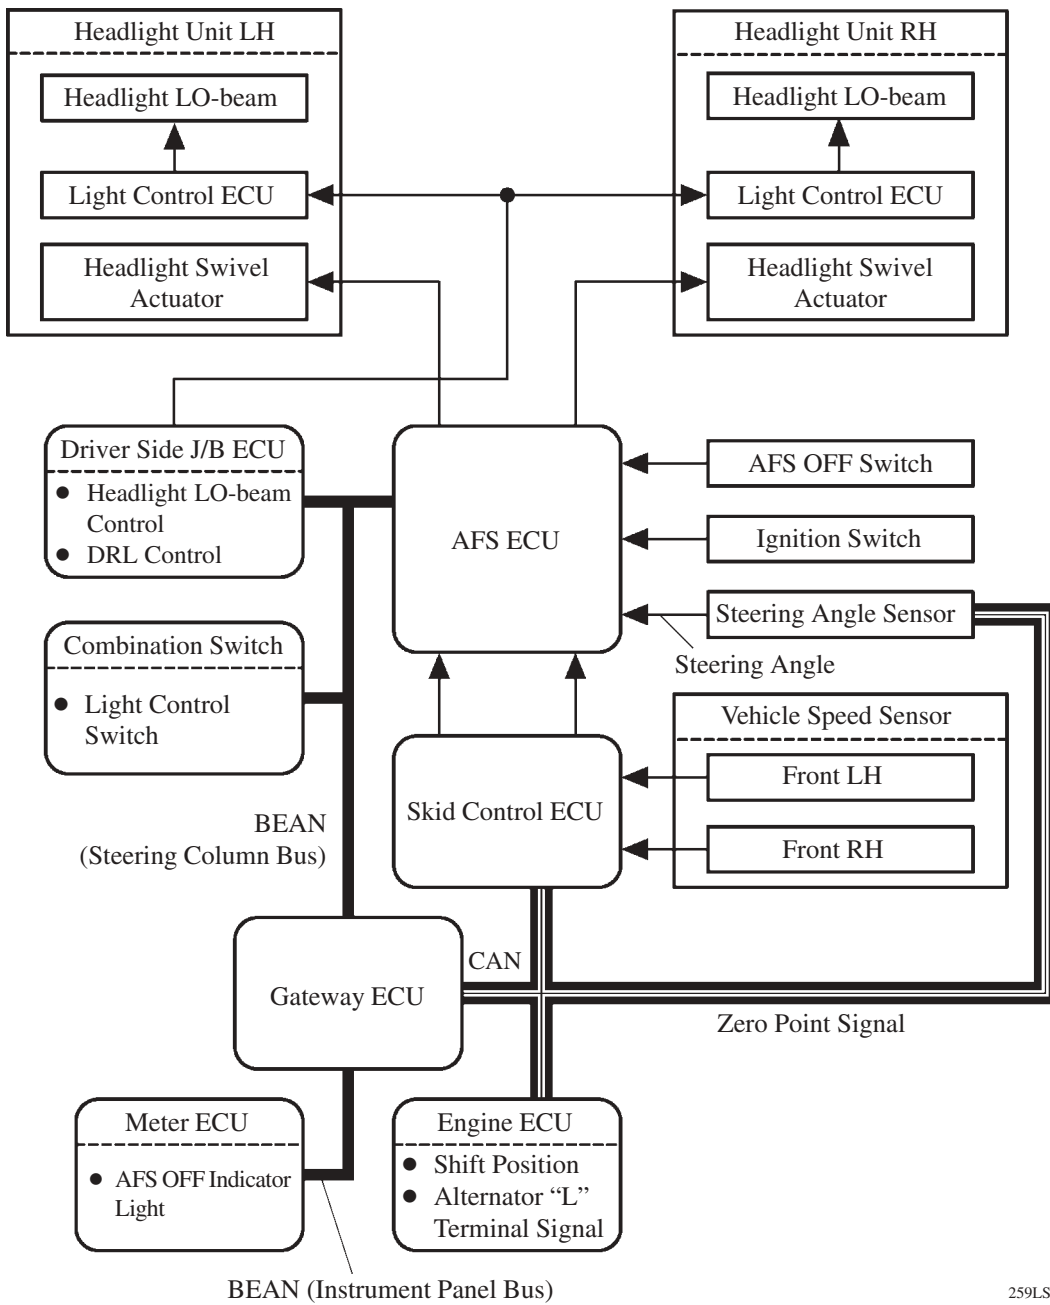 Headlight Unit LH
Headlight LO-beam
Light Control ECU
Headlight Swivel
Actuator
Headlight Unit RH
Headlight LO-beam
Light Control ECU
Headlight Swivel
Actuator
Driver Side J/B ECU
● Headlight LO-beam
Control
● DRL Control
AFS ECU
AFS OFF Switch
Ignition Switch
Steering Angle Sensor
Steering Angle
Combination Switch
● Light Control
Switch
Vehicle Speed Sensor
Front LH
Front RH
Skid Control ECU
BEAN
(Steering Column Bus)
CAN
Gateway ECU
Zero Point Signal
Meter ECU
● AFS OFF Indicator
Light
Engine ECU
● Shift Position
● Alternator “L”
Terminal Signal
BEAN (Instrument Panel Bus)
259LS